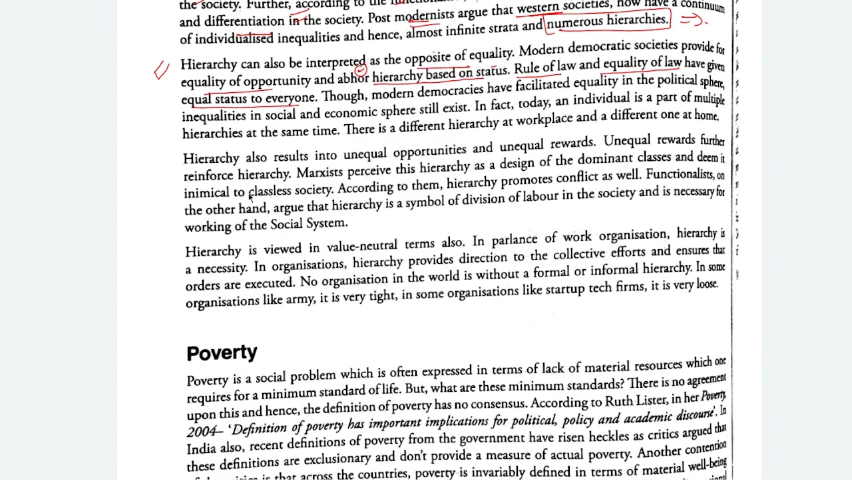 the society. Further, according to the
and differentiation in the society. Post modernists argue that western societies, now have a continuum
of individualised inequalities and hence, almost infinite strata and numerous hierarchies.
Hierarchy can also be interpreted as the opposite of equality. Modern democratic societies provide for
equality of opportunity and abhor hierarchy based on status. Rule of law and equality of law have given
equal status to everyone. Though, modern democracies have facilitated equality in the political sphere,
inequalities in social and economic sphere still exist. In fact, today, an individual is a part of multiple
hierarchies at the same time. There is a different hierarchy at workplace and a different one at home.
Hierarchy also results into unequal opportunities and unequal rewards. Unequal rewards further
reinforce hierarchy. Marxists perceive this hierarchy as a design of the dominant classes and deem it
inimical to classless society. According to them, hierarchy promotes conflict as well. Functionalists, on
the other hand, argue that hierarchy is a symbol of division of labour in the society and is necessary for
working of the Social System.
Hierarchy is viewed in value-neutral terms also. In parlance of work organisation, hierarchy is
a necessity. In organisations, hierarchy provides direction to the collective efforts and ensures that
orders are executed. No organisation in the world is without a formal or informal hierarchy. In some
organisations like army, it is very tight, in some organisations like startup tech firms, it is very loose.
Poverty
Poverty is a social problem which is often expressed in terms of lack of material resources which one
requires for a minimum standard of life. But, what are these minimum standards? There is no agreement
upon this and hence, the definition of poverty has no consensus. According to Ruth Lister, in her Poverty,
2004– 'Definition of poverty has important implications for political, policy and academic discourse'. In
India also, recent definitions of poverty from the government have risen heckles as critics argued that
these definitions are exclusionary and don't provide a measure of actual poverty. Another contention
is that across the countries, poverty is invariably defined in terms of material well-being